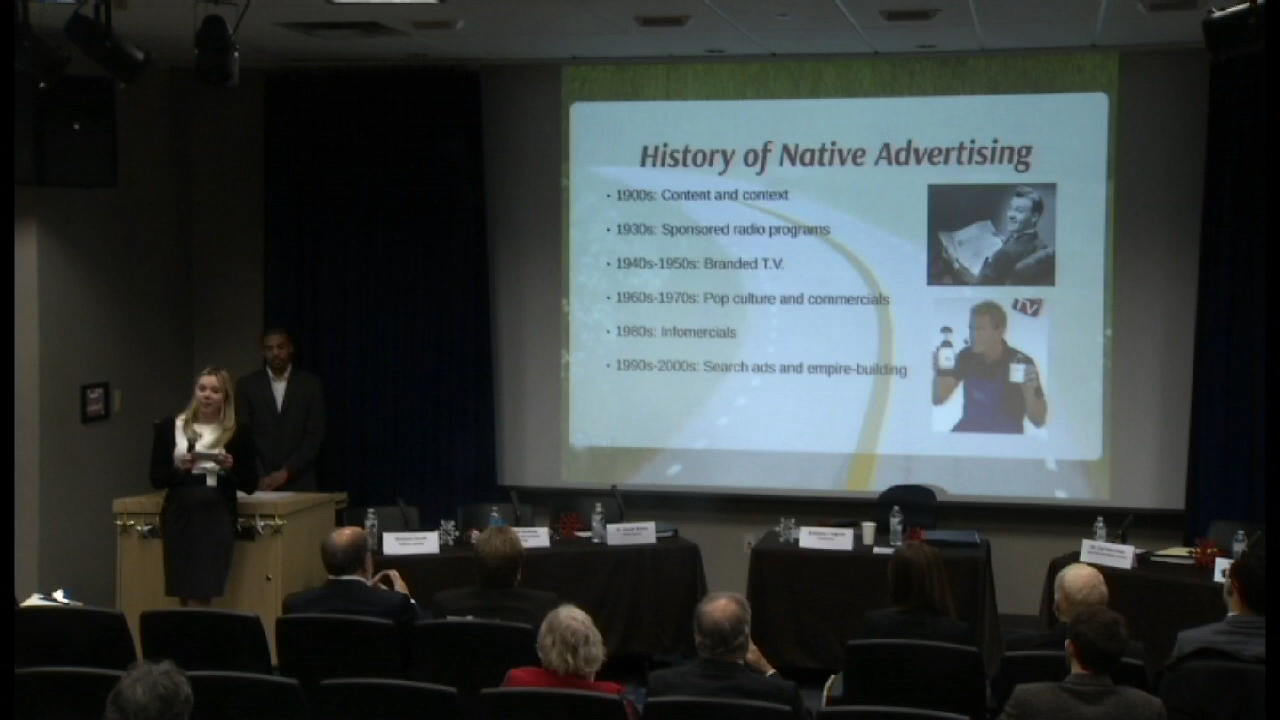 History of Native Advertising
• 1900s: Content and context
• 1930s: Sponsored radio programs
• 1940s-1950s: Branded T.V.
• 1960s-1970s: Pop culture and commercials
• 1980s: Infomercials
• 1990s-2000s: Search ads and empire-building
TV